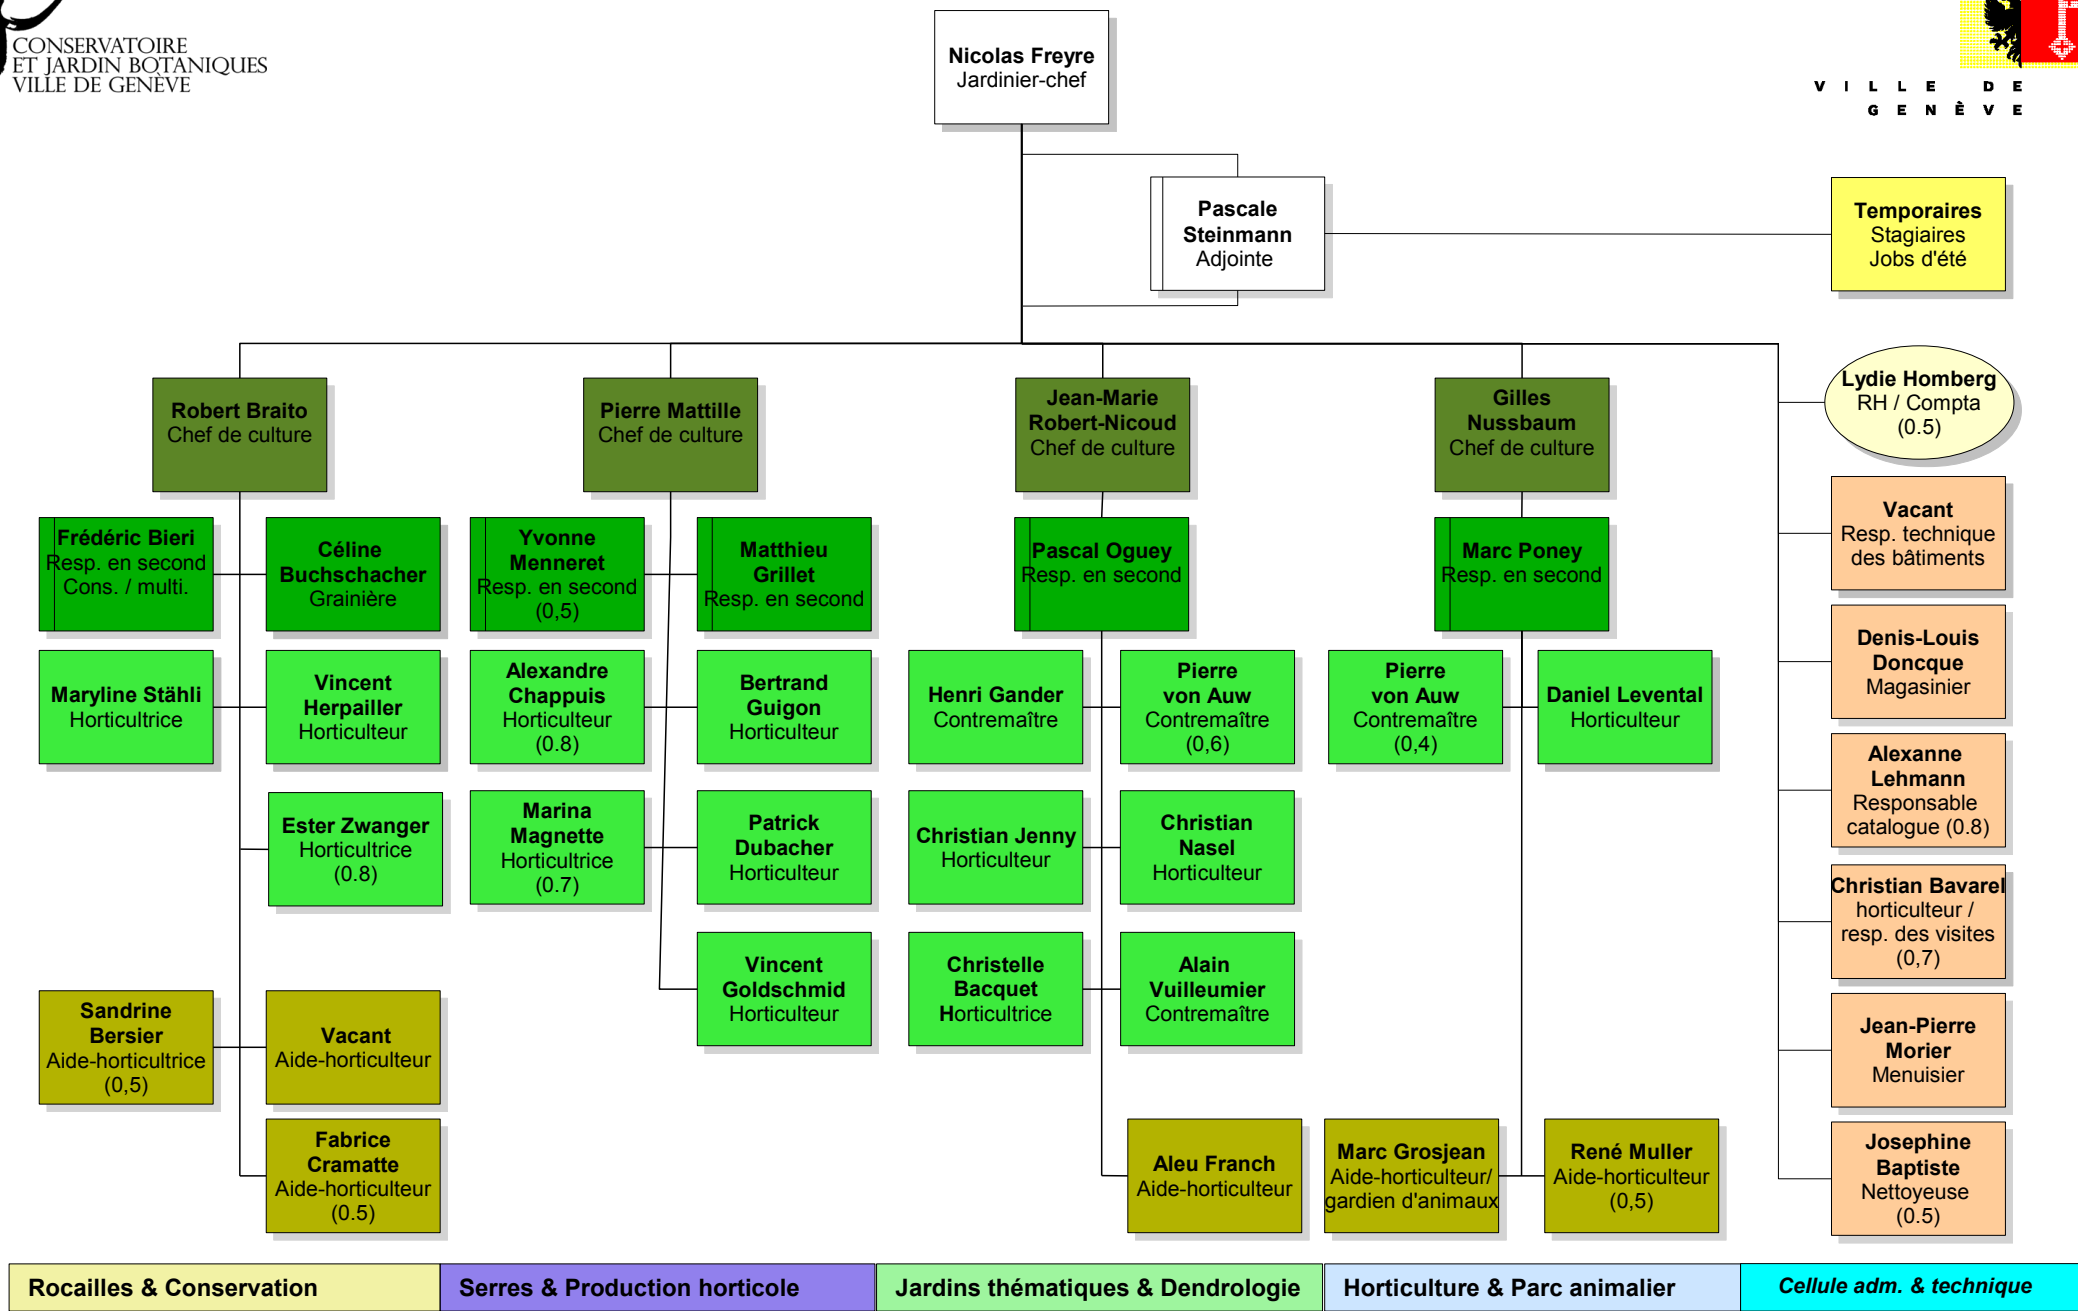 CONSERVATOIRE
ET JARDIN BOTANIQUES
VILLE DE GENÈVE
Nicolas Freyre
Jardinier-chef
VILLE DE
GENÈVE
Pascale
Steinmann
Adjointe
Temporaires
Stagiaires
Jobs d'été
Robert Braito
Chef de culture
Pierre Mattille
Chef de culture
Jean-Marie
Robert-Nicoud
Chef de culture
Gilles
Nussbaum
Chef de culture
Lydie Homberg
RH / Compta
(0.5)
Frédéric Bieri
Resp. en second
Cons. / multi.
Céline
Buchschacher
Grainière
Yvonne
Menneret
Resp. en second
(0,5)
Matthieu
Grillet
Resp. en second
Pascal Oguey
Resp. en second
Marc Poney
Resp. en second
Vacant
Resp. technique
des bâtiments
Maryline Stähli
Horticultrice
Vincent
Herpailler
Horticulteur
Alexandre
Chappuis
Horticulteur
(0.8)
Bertrand
Guigon
Horticulteur
Henri Gander
Contremaître
Pierre
von Auw
Contremaître
(0,6)
Pierre
von Auw
Contremaître
(0,4)
Daniel Levental
Horticulteur
Denis-Louis
Doncque
Magasinier
Ester Zwanger
Horticultrice
(0.8)
Marina
Magnette
Horticultrice
(0.7)
Patrick
Dubacher
Horticulteur
Christian Jenny
Horticulteur
Christian
Nasel
Horticulteur
Alexanne
Lehmann
Responsable
catalogue (0.8)
Vincent
Goldschmid
Horticulteur
Christelle
Bacquet
Horticultrice
Alain
Vuilleumier
Contremaître
Christian Bavarel
horticulteur /
resp. des visites
(0,7)
Sandrine
Bersier
Aide-horticultrice
(0,5)
Vacant
Aide-horticulteur
Jean-Pierre
Morier
Menuisier
Fabrice
Cramatte
Aide-horticulteur
(0.5)
Aleu Franch
Aide-horticulteur
Marc Grosjean
Aide-horticulteur/
gardien d'animaux
René Muller
Aide-horticulteur
(0,5)
Josephine
Baptiste
Nettoyeuse
(0.5)
Rocailles & Conservation
Serres & Production horticole
Jardins thématiques & Dendrologie
Horticulture & Parc animalier
Cellule adm. & technique